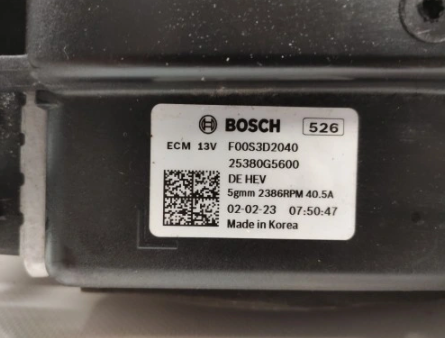 BOSCH 526
ECM 13V F00S3D2040
25380G5600
DE HEV
5gmm 2386RPM 40.5A
02-02-23 07:50:47
Made in Korea